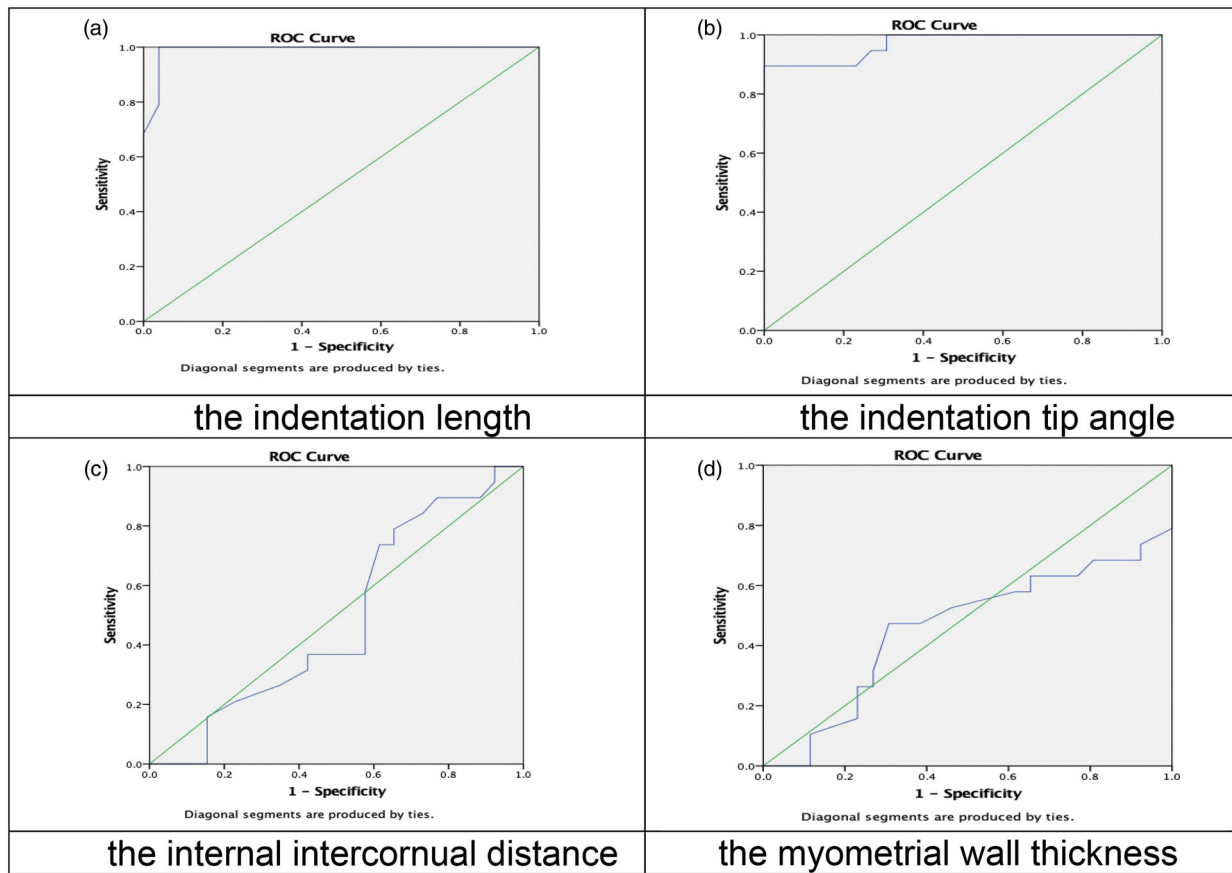 (a)
ROC Curve
1.0
0.8
0.6
0.4
0.2
0.0
Sensitivity
0.0 0.2 0.4 0.6 0.8 1.0
1 - Specificity
Diagonal segments are produced by ties.
the indentation length
(b)
ROC Curve
1.0
0.8
0.6
0.4
0.2
0.0
Sensitivity
0.0 0.2 0.4 0.6 0.8 1.0
1 - Specificity
Diagonal segments are produced by ties.
the indentation tip angle
(c)
ROC Curve
1.0
0.8
0.6
0.4
0.2
0.0
Sensitivity
0.0 0.2 0.4 0.6 0.8 1.0
1 - Specificity
Diagonal segments are produced by ties.
the internal intercornual distance
(d)
ROC Curve
1.0
0.8
0.6
0.4
0.2
0.0
Sensitivity
0.0 0.2 0.4 0.6 0.8 1.0
1 - Specificity
Diagonal segments are produced by ties.
the myometrial wall thickness